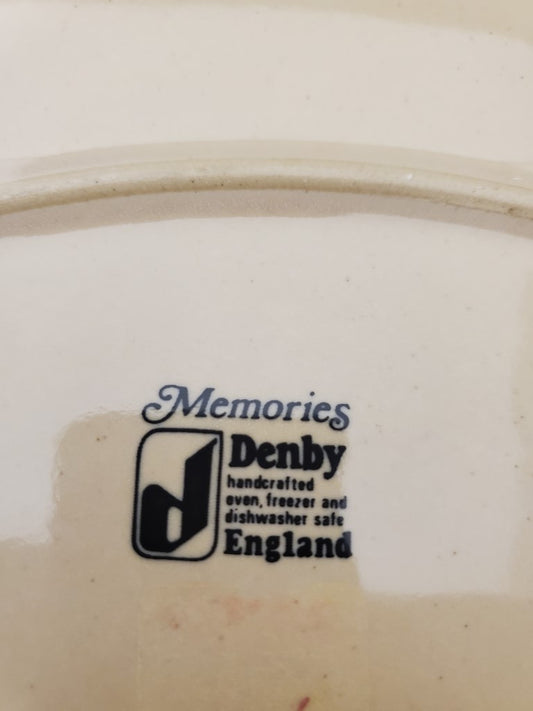 Memories
Denby
handcrafted
oven, freezer and
dishwasher safe
England